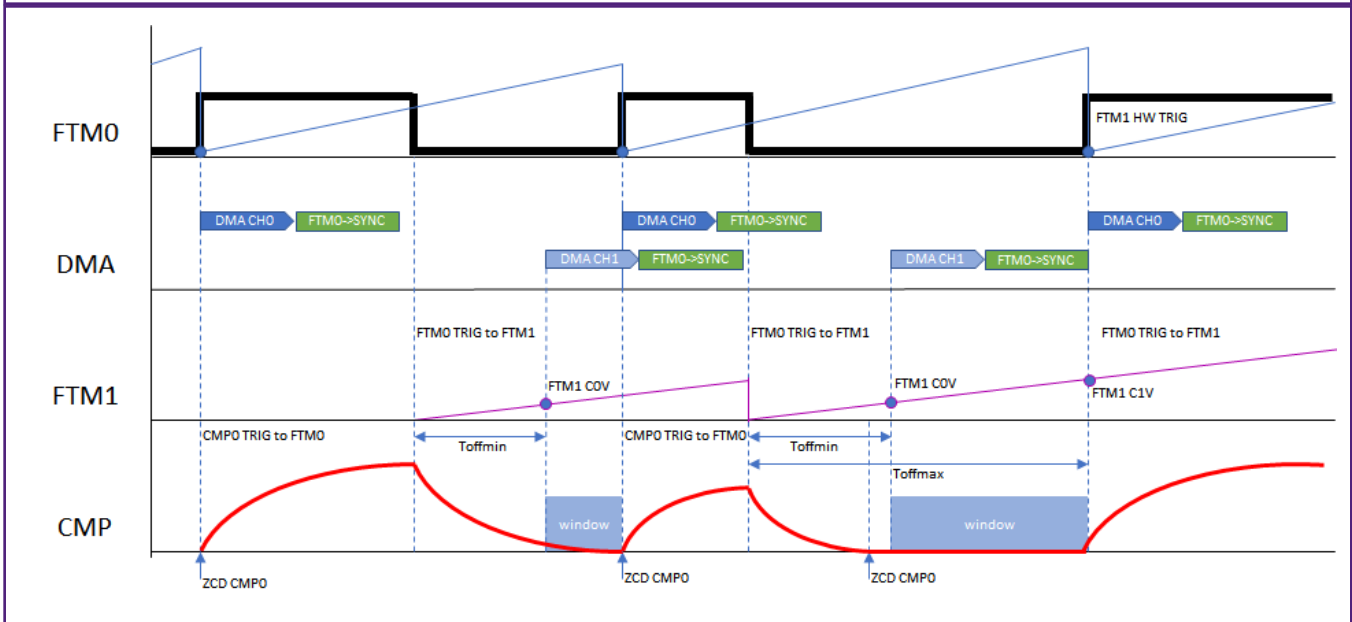 FTM0
FTM1 HW TRIG
DMA CH0
FTM0->SYNC
DMA CH0
FTM0->SYNC
DMA CH0
FTM0->SYNC
DMA
DMA CH1
FTM0->SYNC
DMA CH1
FTM0->SYNC
FTM0 TRIG to FTM1
FTM0 TRIG to FTM1
FTM0 TRIG to FTM1
FTM1
FTM1 C0V
FTM1 C0V
FTM1 C1V
CMP0 TRIG to FTM0
Toffmin
CMP0 TRIG to FTM0
Toffmin
Toffmax
CMP
window
window
ZCD CMP0
ZCD CMP0
ZCD CMP0